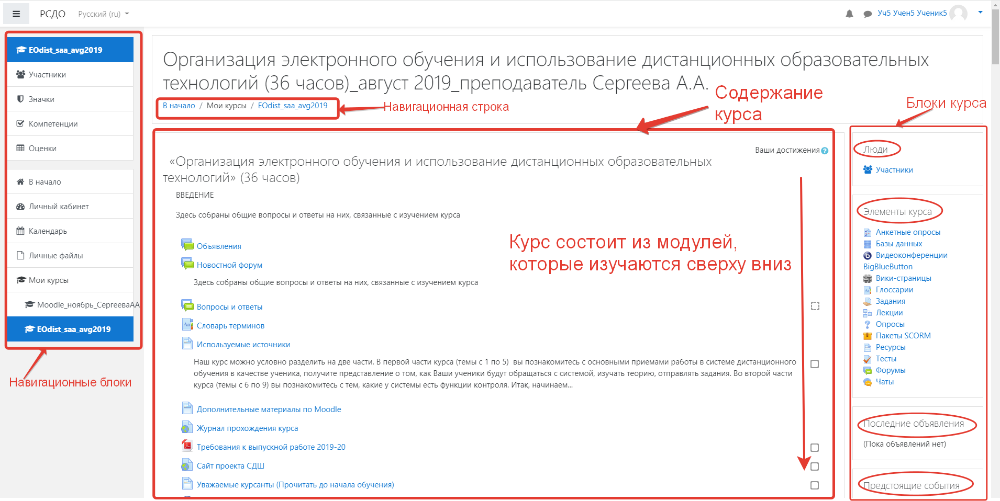 РСДО
Русский (ru)
Уч5 Учен5 Ученик5
EOdist_saa_avg2019
Участники
Значки
Компетенции
Оценки
В начало
Личный кабинет
Календарь
Личные файлы
Мои курсы
Moodle_ноябрь_СергееваАА
EOdist_saa_avg2019
Навигационные блоки
Организация электронного обучения и использование дистанционных образовательных
технологий (36 часов)_август 2019_преподаватель Сергеева А.А.
В начало / Мои курсы / EOdist_saa_avg2019
Навигационная строка
Содержание
курса
Блоки курса
Ваши достижения
«Организация электронного обучения и использование дистанционных образовательных
технологий» (36 часов)
ВВЕДЕНИЕ
Здесь собраны общие вопросы и ответы на них, связанные с изучением курса
Объявления
Новостной форум
Здесь собраны общие вопросы и ответы на них, связанные с изучением курса
Курс состоит из модулей,
которые изучаются сверху вниз
Вопросы и ответы
Словарь терминов
Используемые источники
Наш курс можно условно разделить на две части. В первой части курса (темы с 1 по 5) вы познакомитесь с основными приемами работы в системе дистанционного
обучения в качестве ученика, получите представление о том, как Ваши ученики будут обращаться с системой, изучать теорию, отправлять задания. Во второй части
курса (темы с 6 по 9) вы познакомитесь с тем, какие у системы есть функции контроля. Итак, начинаем...
Дополнительные материалы по Moodle
Журнал прохождения курса
Требования к выпускной работе 2019-20
Сайт проекта СДШ
Уважаемые курсанты (Прочитать до начала обучения)
Люди
Участники
Элементы курса
Анкетные опросы
Базы данных
Видеоконференции
BigBlueButton
Вики-страницы
Глоссарии
Задания
Лекции
Опросы
Пакеты SCORM
Ресурсы
Тесты
Форумы
Чаты
Последние объявления
(Пока объявлений нет)
Предстоящие события